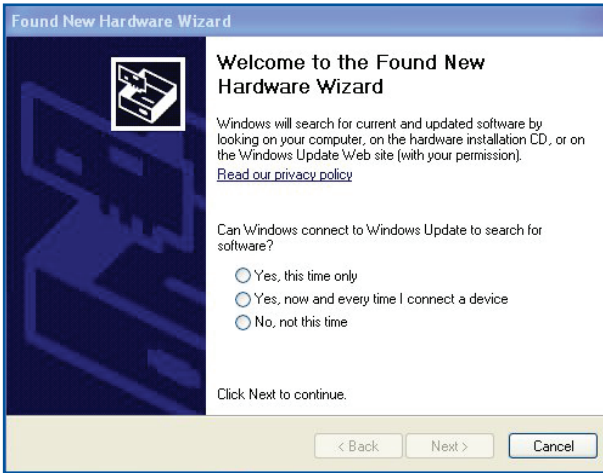 Found New Hardware Wizard
Welcome to the Found New
Hardware Wizard
Windows will search for current and updated software by
looking on your computer, on the hardware installation CD, or on
the Windows Update Web site (with your permission).
Read our privacy policy
Can Windows connect to Windows Update to search for
software?
Yes, this time only
Yes, now and every time I connect a device
No, not this time
Click Next to continue.
< Back Next > Cancel